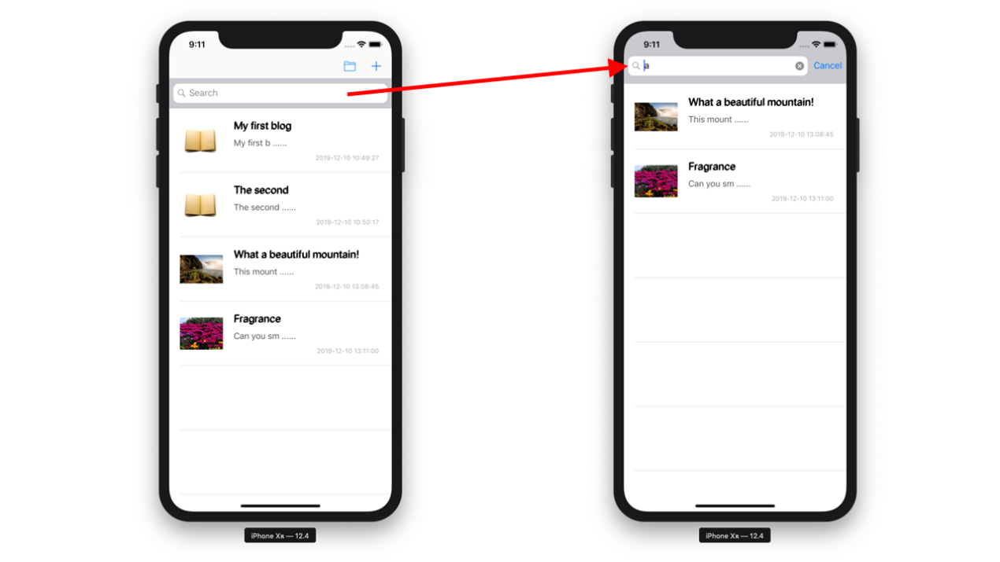 9:11
Search
My first blog
My first b ......
2019-12-10 10:49:27
The second
The second ......
2019-12-10 10:50:17
What a beautiful mountain!
This mount ......
2019-12-10 13:08:45
Fragrance
Can you sm ......
2019-12-10 13:11:00
iPhone Xʀ — 12.4
9:11
a
Cancel
What a beautiful mountain!
This mount ......
2019-12-10 13:08:45
Fragrance
Can you sm ......
2019-12-10 13:11:00
iPhone Xʀ — 12.4